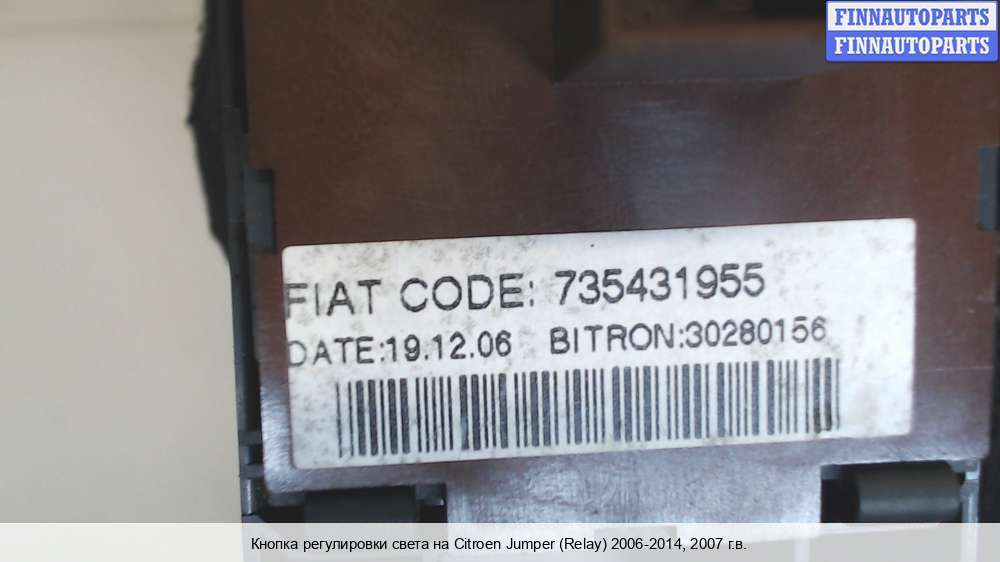 FINNAUTOPARTS
FINNAUTOPARTS
FIAT CODE: 735431955
DATE:19.12.06 BITRON:30280156
Кнопка регулировки света на Citroen Jumper (Relay) 2006-2014, 2007 г.в.